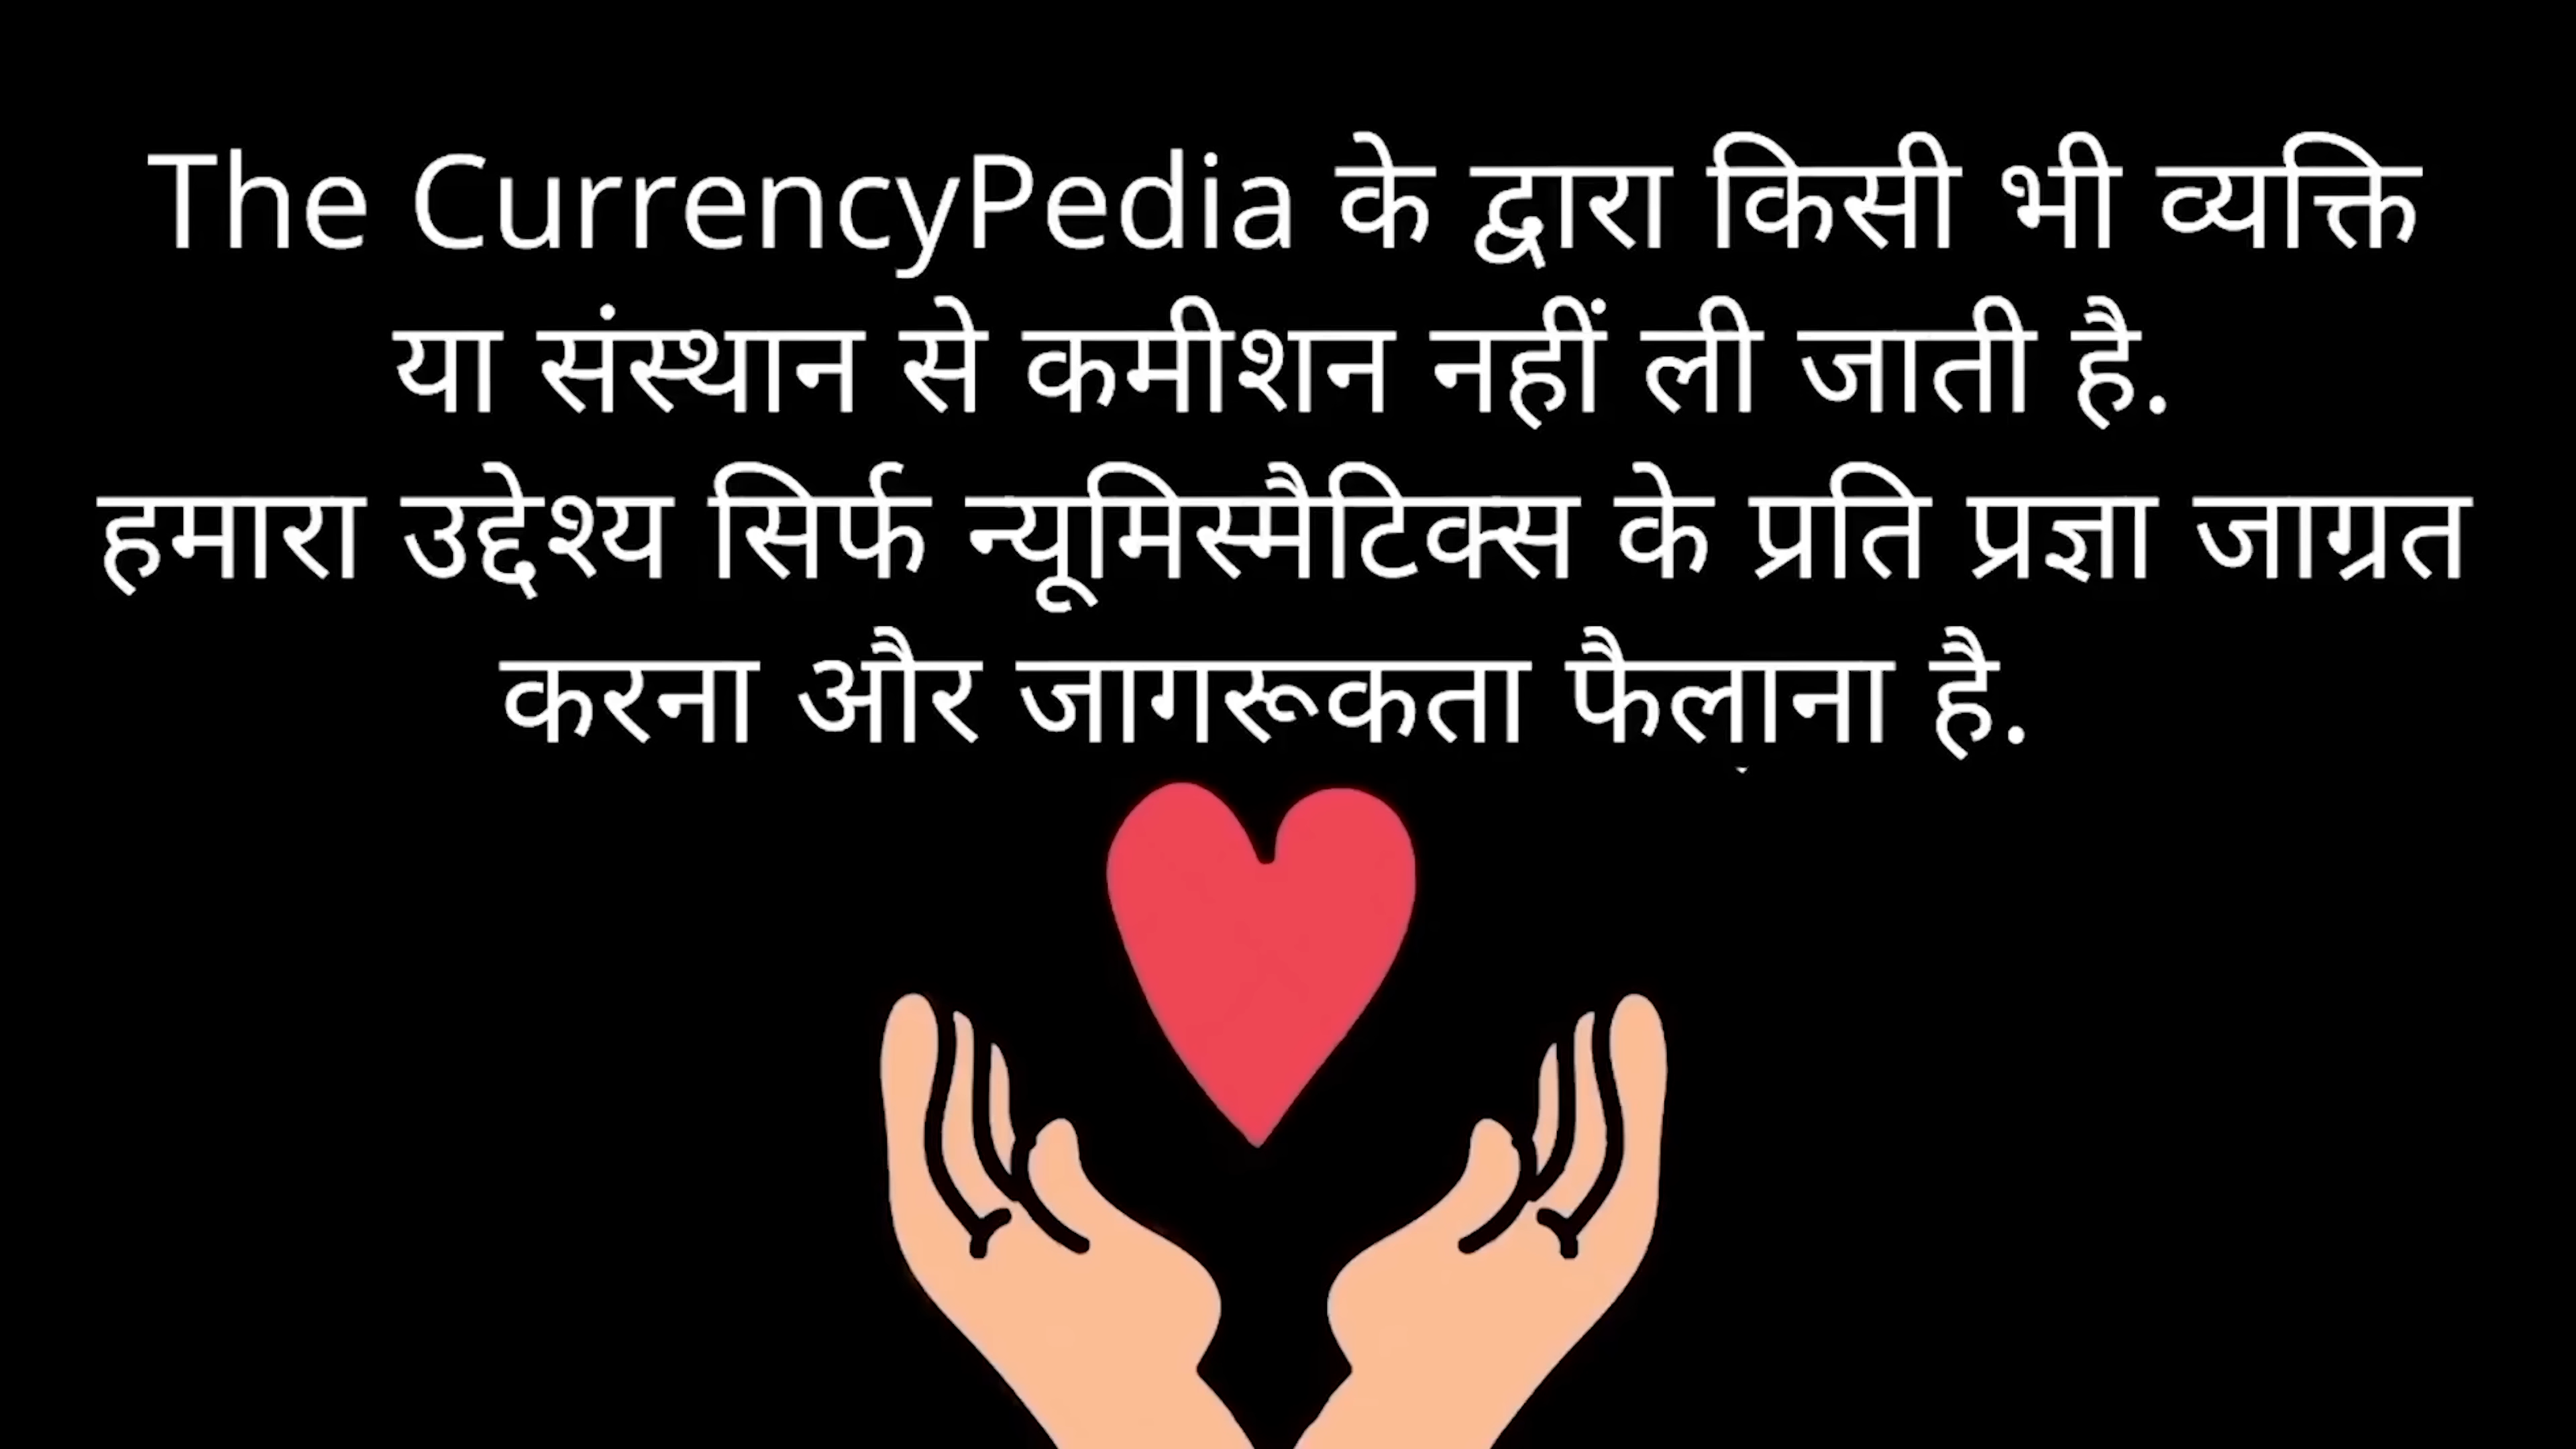 The CurrencyPedia के द्वारा किसी भी व्यक्ति
या संस्थान से कमीशन नहीं ली जाती है.
हमारा उद्देश्य सिर्फ न्यूमिस्मैटिक्स के प्रति प्रज्ञा जाग्रत
करना और जागरूकता फैलाना है.